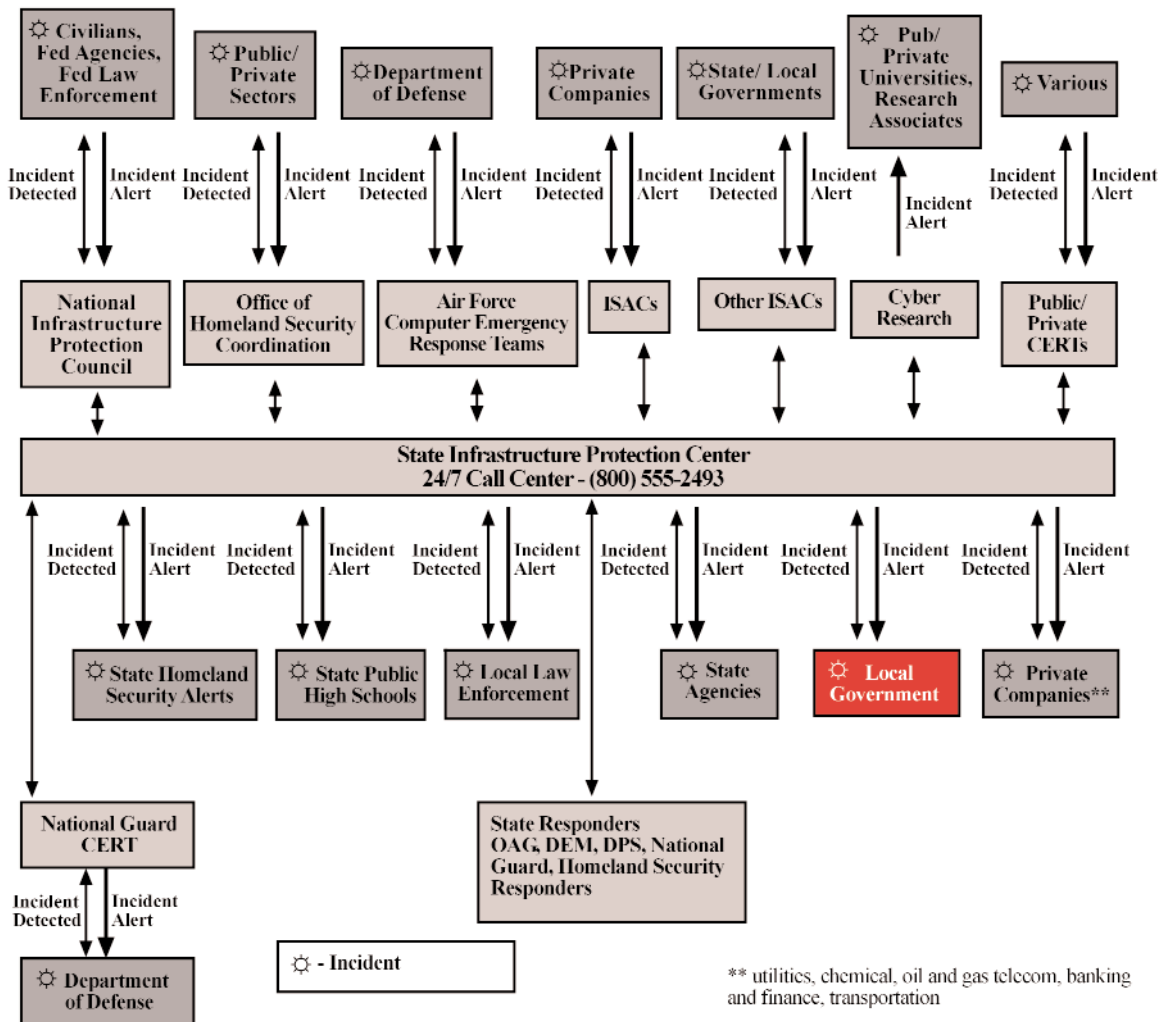 Civilians,
Fed Agencies,
Fed Law
Enforcement
Public/
Private
Sectors
Department
of Defense
Private
Companies
State/ Local
Governments
Pub/
Private
Universities,
Research
Associates
Various
Incident
Detected
Incident
Alert
Incident
Detected
Incident
Alert
Incident
Detected
Incident
Alert
Incident
Detected
Incident
Alert
Incident
Detected
Incident
Alert
Incident
Alert
Incident
Detected
Incident
Alert
National
Infrastructure
Protection
Council
Office of
Homeland Security
Coordination
Air Force
Computer Emergency
Response Teams
ISACs
Other ISACs
Cyber
Research
Public/
Private
CERTs
State Infrastructure Protection Center
24/7 Call Center - (800) 555-2493
Incident
Detected
Incident
Alert
Incident
Detected
Incident
Alert
Incident
Detected
Incident
Alert
Incident
Detected
Incident
Alert
Incident
Detected
Incident
Alert
Incident
Detected
Incident
Alert
State Homeland
Security Alerts
State Public
High Schools
Local Law
Enforcement
State
Agencies
Local
Government
Private
Companies**
National Guard
CERT
State Responders
OAG, DEM, DPS, National
Guard, Homeland Security
Responders
Incident
Detected
Incident
Alert
Department
of Defense
- Incident
** utilities, chemical, oil and gas telecom, banking
and finance, transportation